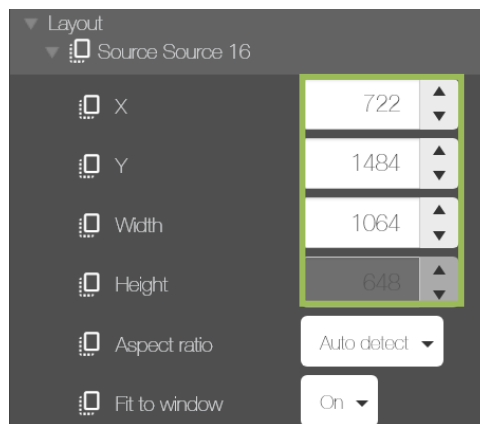 Layout
Source Source 16
X 722
Y 1484
Width 1064
Height 648
Aspect ratio Auto detect
Fit to window On